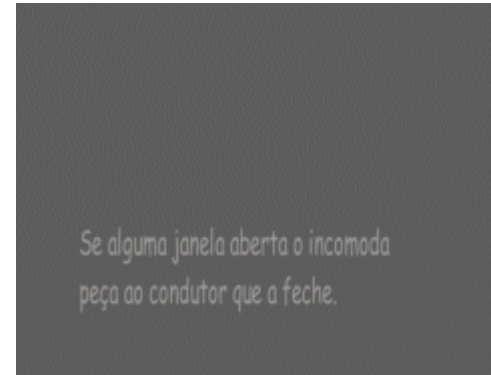 Se alguma janela aberta o incomoda
peça ao condutor que a feche.